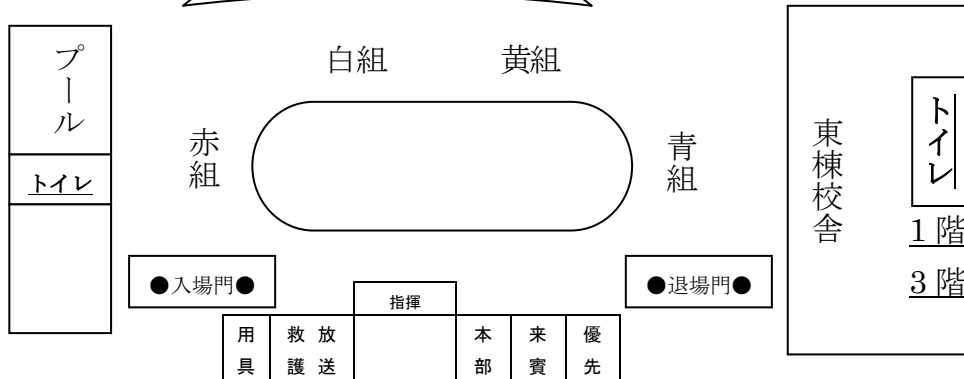 プール
トイレ
白組
黄組
赤組
青組
東棟校舎
トイレ
1階
3階
●入場門●
●退場門●
指揮
用具
救護
放送
本部
来賓
優先